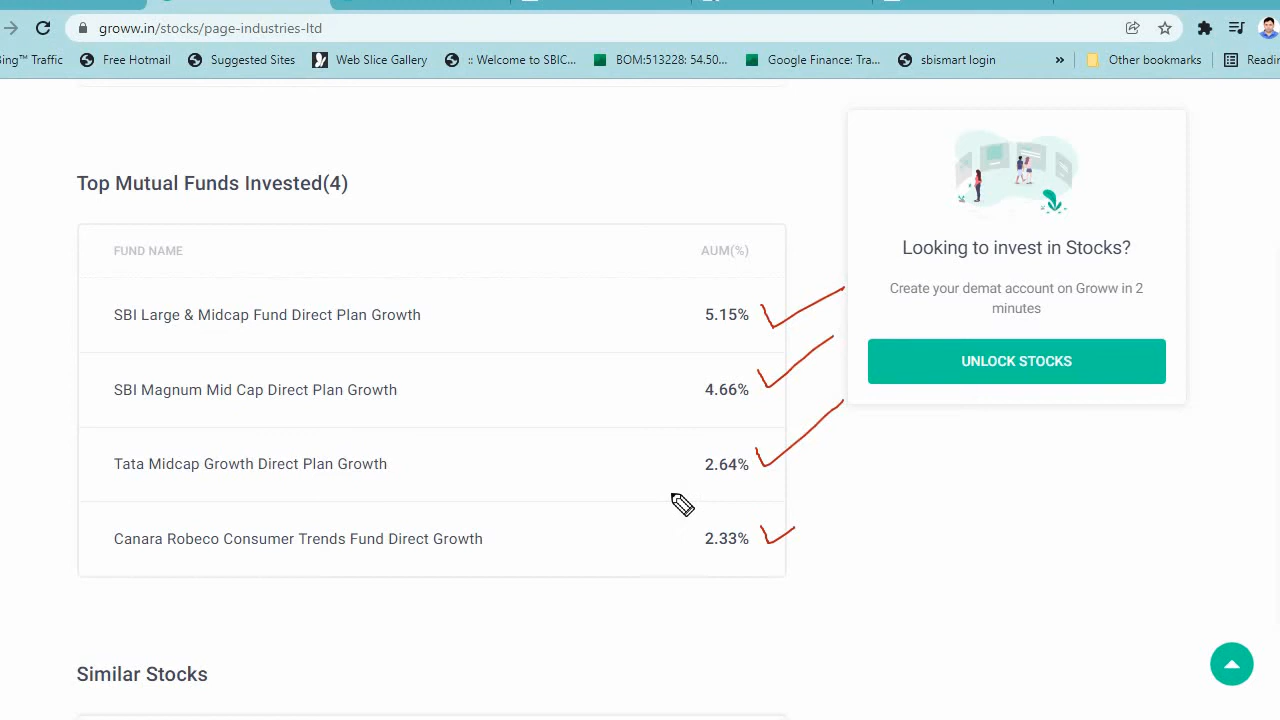 groww.in/stocks/page-industries-ltd
ing™ Traffic Free Hotmail Suggested Sites Web Slice Gallery :: Welcome to SBIC... BOM:513228: 54.50... Google Finance: Tra... sbismart login » Other bookmarks Readin
Top Mutual Funds Invested(4)
FUND NAME AUM(%)
SBI Large & Midcap Fund Direct Plan Growth 5.15%
SBI Magnum Mid Cap Direct Plan Growth 4.66%
Tata Midcap Growth Direct Plan Growth 2.64%
Canara Robeco Consumer Trends Fund Direct Growth 2.33%
Looking to invest in Stocks?
Create your demat account on Groww in 2
minutes
UNLOCK STOCKS
Similar Stocks